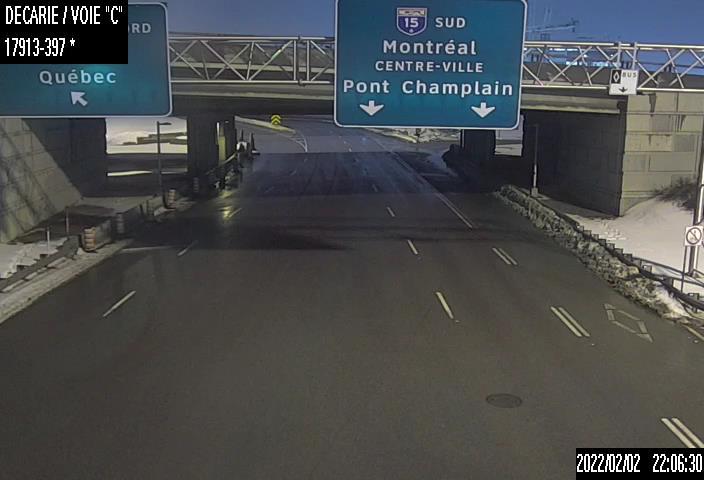 DECARIE / VOIE "C"
17913-397 *
ORD
Québec
15 SUD
Montréal
CENTRE-VILLE
Pont Champlain
BUS
2022/02/02 22:06:30